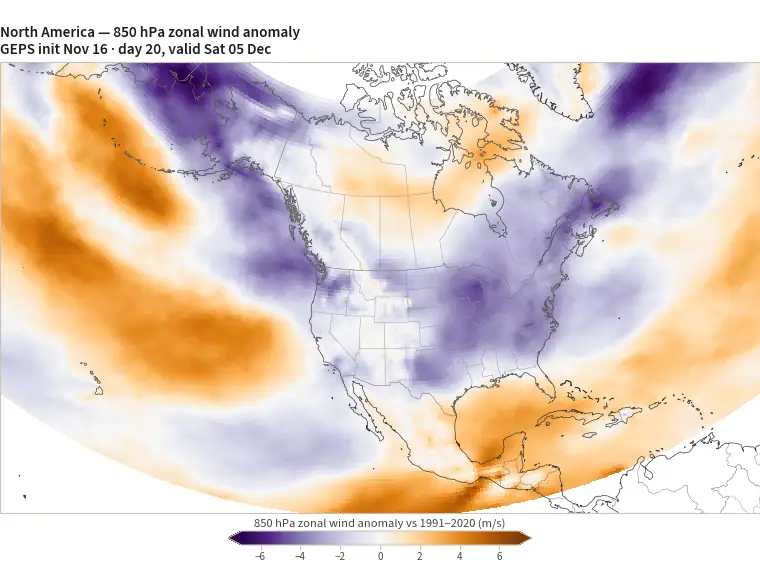 North America — 850 hPa zonal wind anomaly
GEPS init Nov 16 · day 20, valid Sat 05 Dec
850 hPa zonal wind anomaly vs 1991–2020 (m/s)
−6 −4 −2 0 2 4 6